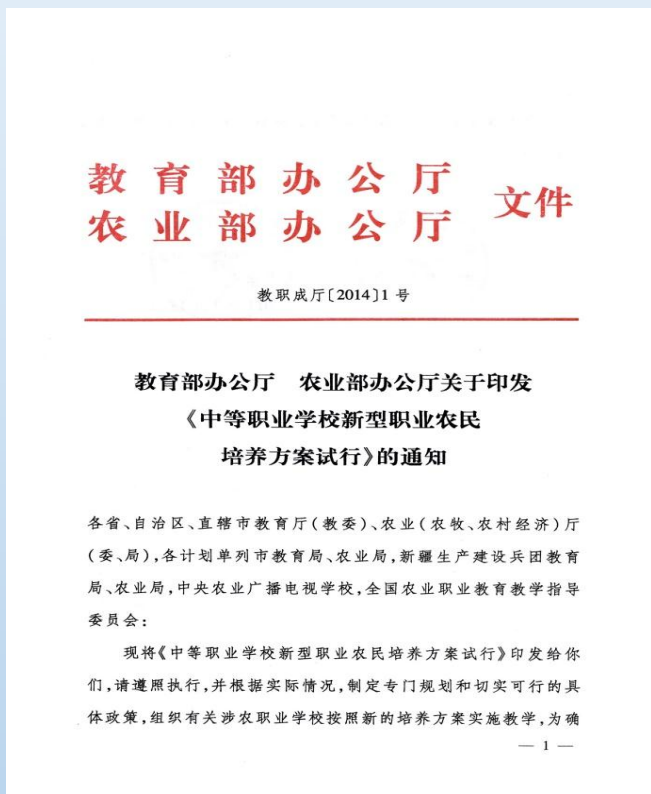 教育部办公厅
农业部办公厅
文件
教职成厅〔2014〕1 号
教育部办公厅 农业部办公厅关于印发
《中等职业学校新型职业农民
培养方案试行》的通知
各省、自治区、直辖市教育厅(教委)、农业(农牧、农村经济)厅
(委、局),各计划单列市教育局、农业局,新疆生产建设兵团教育
局、农业局,中央农业广播电视学校,全国农业职业教育教学指导
委员会:
现将《中等职业学校新型职业农民培养方案试行》印发给你
们,请遵照执行,并根据实际情况,制定专门规划和切实可行的具
体政策,组织有关涉农职业学校按照新的培养方案实施教学,为确
— 1 —